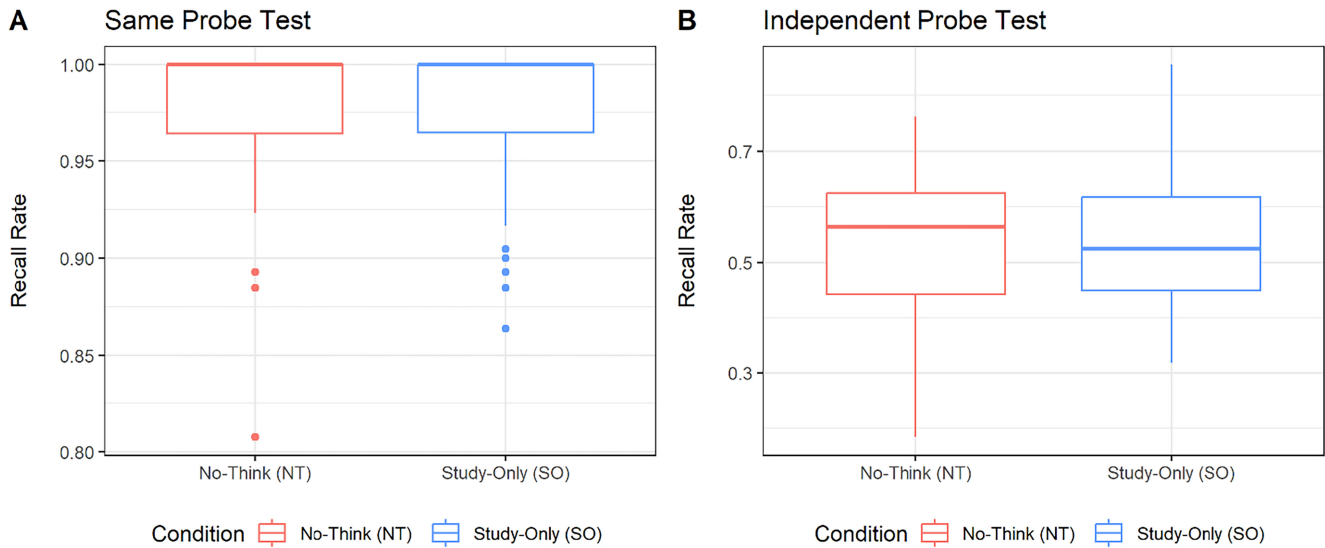 A
Same Probe Test
Recall Rate
1.00
0.95
0.90
0.85
0.80
No-Think (NT)
Study-Only (SO)
Condition
No-Think (NT)
Study-Only (SO)
B
Independent Probe Test
Recall Rate
0.7
0.5
0.3
No-Think (NT)
Study-Only (SO)
Condition
No-Think (NT)
Study-Only (SO)